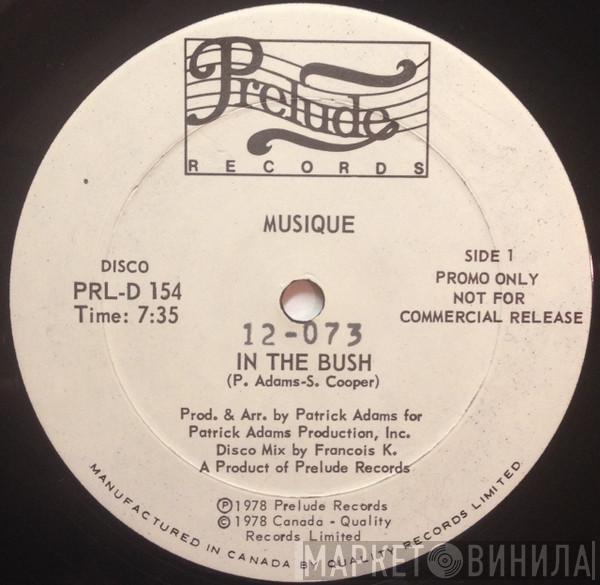 Prelude
RECORDS
MUSIQUE
DISCO
PRL-D 154
Time: 7:35
SIDE 1
PROMO ONLY
NOT FOR
COMMERCIAL RELEASE
12-073
IN THE BUSH
(P. Adams-S. Cooper)
Prod. & Arr. by Patrick Adams for
Patrick Adams Production, Inc.
Disco Mix by Francois K.
A Product of Prelude Records
℗ 1978 Prelude Records
© 1978 Canada - Quality
Records Limited
MANUFACTURED IN CANADA BY QUALITY RECORDS LIMITED
МАРКЕТ ВИНИЛА